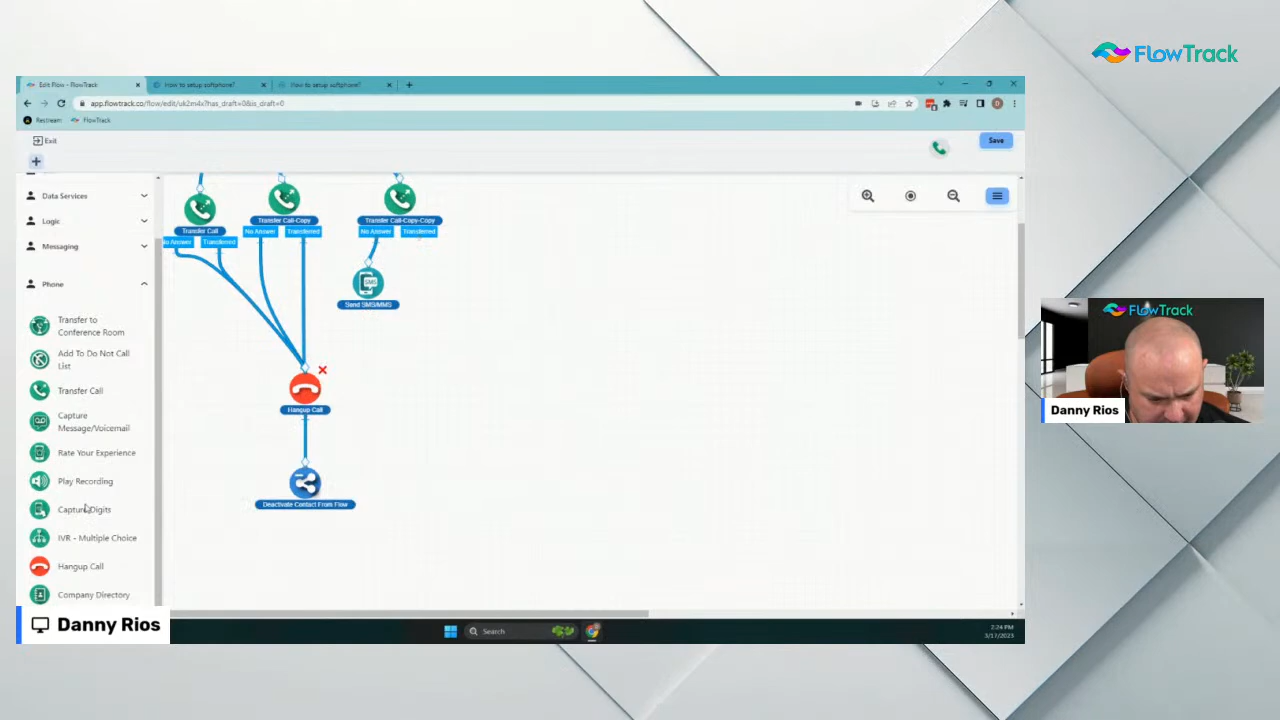 FlowTrack
Edit Flow - FlowTrack
How to setup softphone?
How to setup softphone?
app.flowtrack.co/flow/edit/uk2m4x?has_draft=0&is_draft=0
Restream
FlowTrack
Exit
Save
Data Services
Logic
Messaging
Phone
Transfer to
Conference Room
Add To Do Not Call
List
Transfer Call
Capture
Message/Voicemail
Rate Your Experience
Play Recording
Capture Digits
IVR - Multiple Choice
Hangup Call
Company Directory
Transfer Call
Transfer Call-Copy
Transfer Call-Copy-Copy
No Answer
Transferred
No Answer
Transferred
No Answer
Transferred
SMS
Send SMS/MMS
Hangup Call
Deactivate Contact From Flow
FlowTrack
Danny Rios
Danny Rios
Search
2:24 PM
3/17/2023